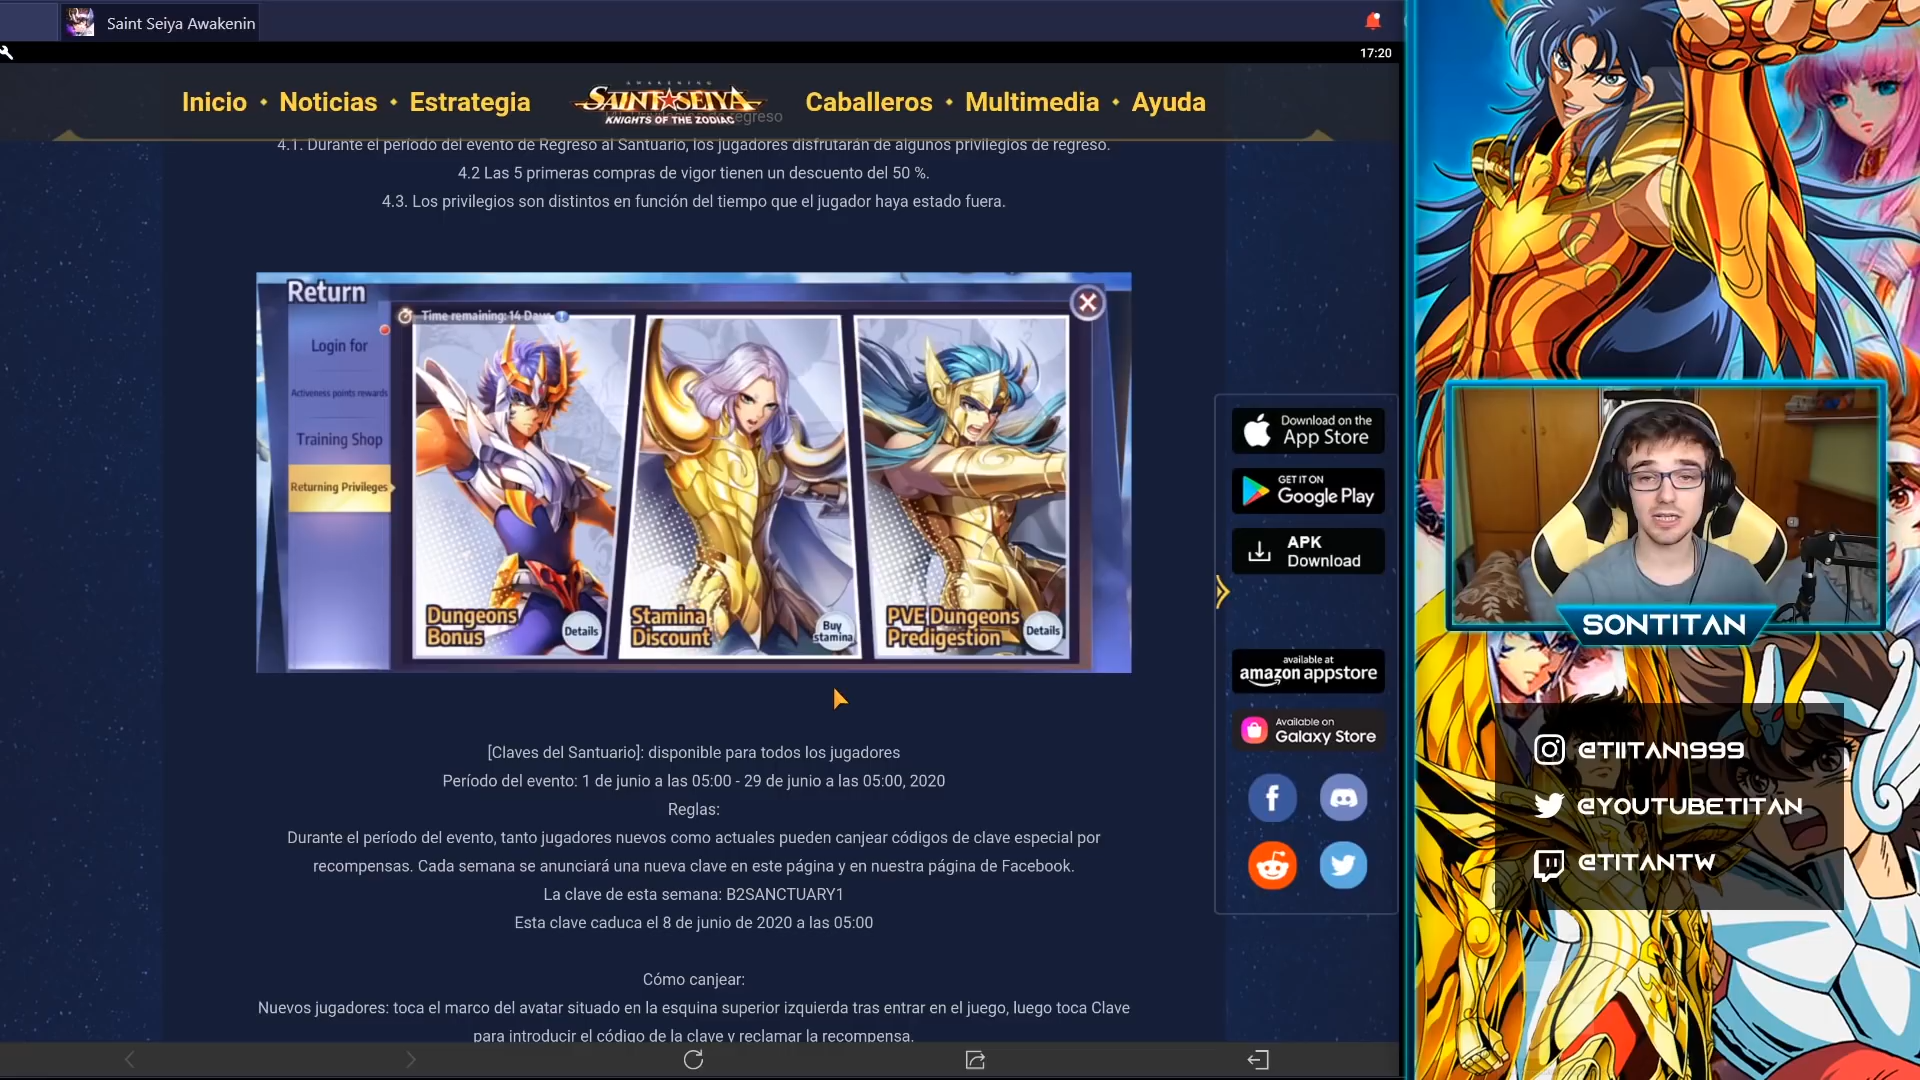 Saint Seiya Awakenin
17:20
Inicio • Noticias • Estrategia
AWAKENING
SAINT SEIYA
KNIGHTS OF THE ZODIAC
Caballeros • Multimedia • Ayuda
regreso
4.1. Durante el período del evento de Regreso al Santuario, los jugadores disfrutarán de algunos privilegios de regreso.
4.2 Las 5 primeras compras de vigor tienen un descuento del 50 %.
4.3. Los privilegios son distintos en función del tiempo que el jugador haya estado fuera.
Return
Time remaining: 14 Days
Login for
Activeness points rewards
Training Shop
Returning Privileges
Dungeons
Bonus
Details
Stamina
Discount
Buy
stamina
PVE Dungeons
Predigestion
Details
[Claves del Santuario]: disponible para todos los jugadores
Período del evento: 1 de junio a las 05:00 - 29 de junio a las 05:00, 2020
Reglas:
Durante el período del evento, tanto jugadores nuevos como actuales pueden canjear códigos de clave especial por
recompensas. Cada semana se anunciará una nueva clave en este página y en nuestra página de Facebook.
La clave de esta semana: B2SANCTUARY1
Esta clave caduca el 8 de junio de 2020 a las 05:00
Cómo canjear:
Nuevos jugadores: toca el marco del avatar situado en la esquina superior izquierda tras entrar en el juego, luego toca Clave
para introducir el código de la clave y reclamar la recompensa.
Download on the
App Store
GET IT ON
Google Play
APK
Download
available at
amazon appstore
Available on
Galaxy Store
SONTITAN
@TIITAN1999
@YOUTUBETITAN
@TITANTW